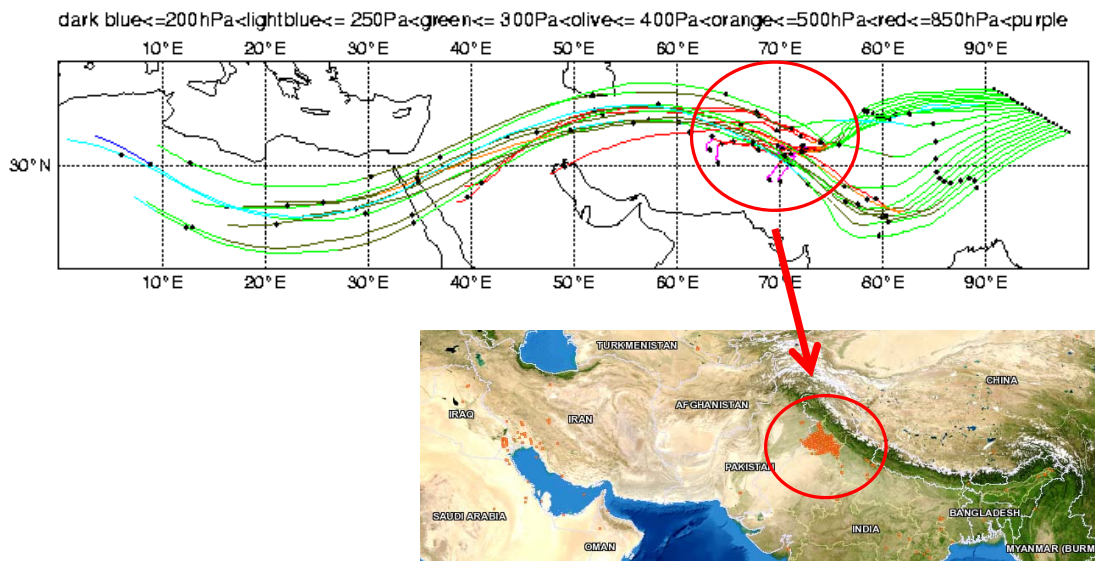 dark blue<=200hPa<lightblue<= 250Pa<green<= 300Pa<olive<= 400Pa<orange<=500hPa<red<=850hPa<purple
10°E 20°E 30°E 40°E 50°E 60°E 70°E 80°E 90°E
30°N
10°E 20°E 30°E 40°E 50°E 60°E 70°E 80°E 90°E
TURKMENISTAN
CHINA
AFGHANISTAN
IRAQ
IRAN
PAKISTAN
SAUDI ARABIA
BANGLADESH
INDIA
OMAN
MYANMAR (BURM